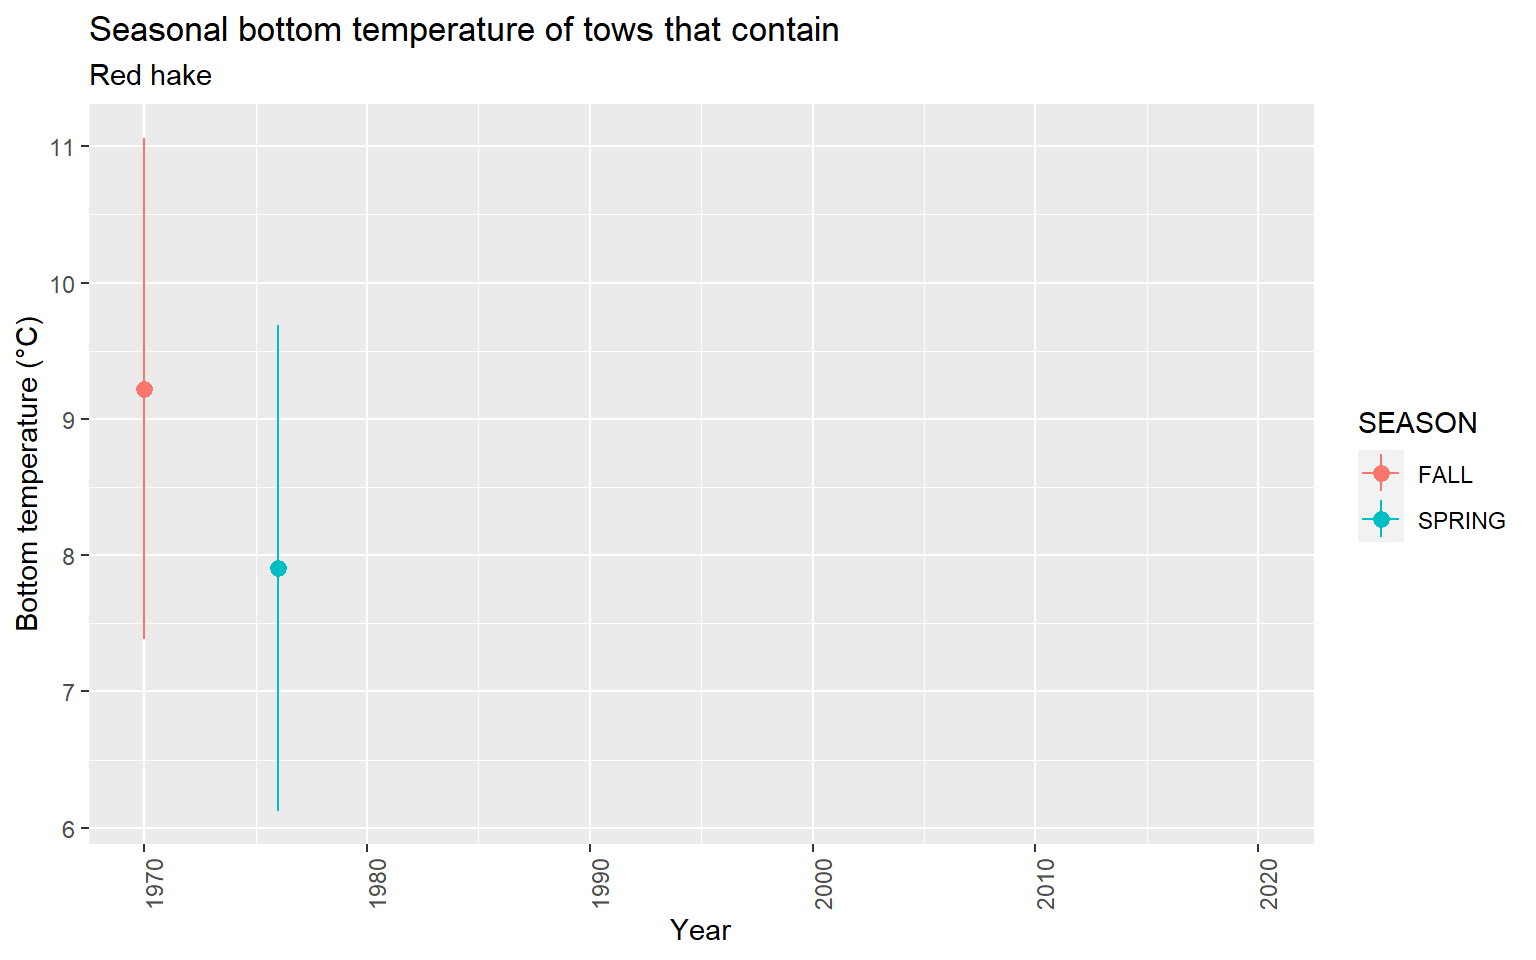 Seasonal bottom temperature of tows that contain
Red hake
Bottom temperature (°C)
11
10
9
8
7
6
1970
1980
1990
2000
2010
2020
Year
SEASON
FALL
SPRING